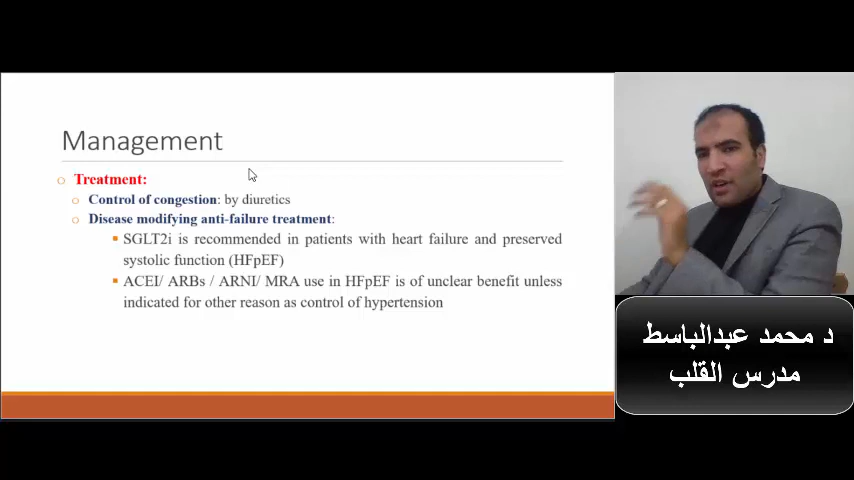 Management
Treatment:
Control of congestion: by diuretics
Disease modifying anti-failure treatment:
SGLT2i is recommended in patients with heart failure and preserved
systolic function (HFpEF)
ACEI/ ARBs / ARNI/ MRA use in HFpEF is of unclear benefit unless
indicated for other reason as control of hypertension
د محمد عبدالباسط
مدرس القلب